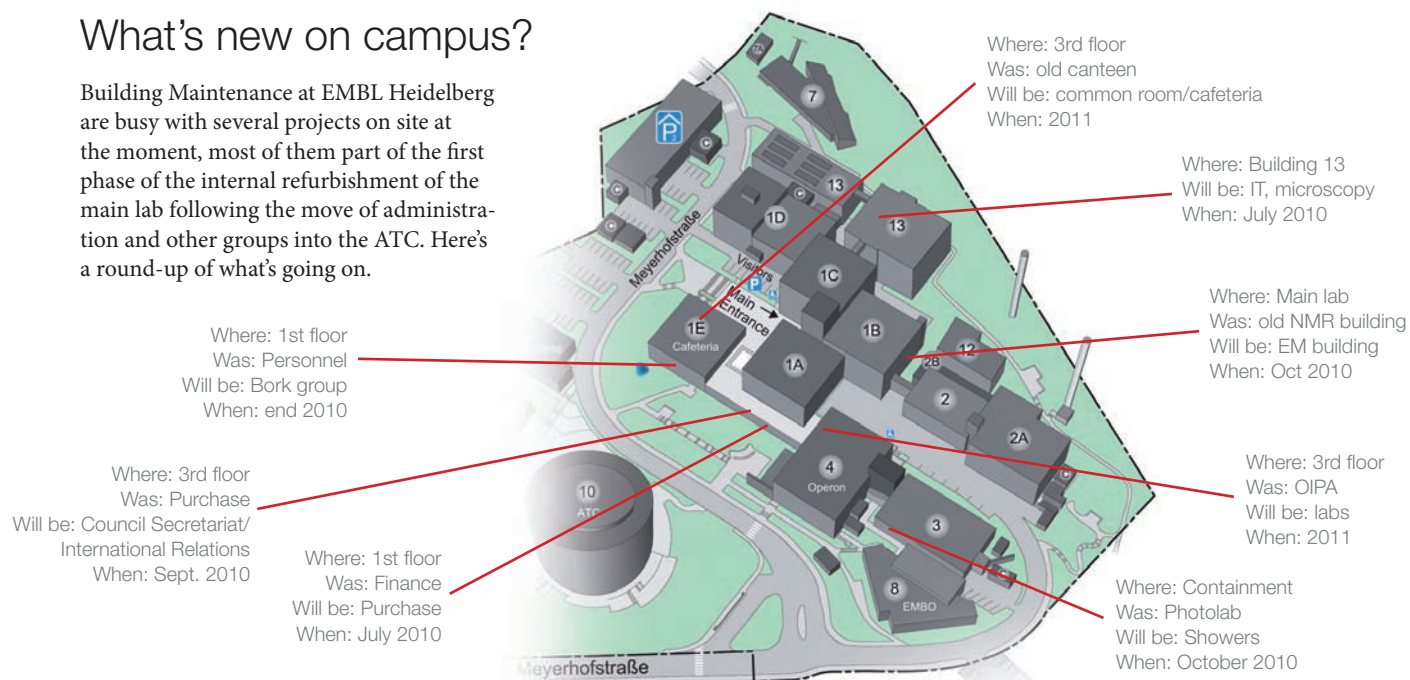 What's new on campus?
Building Maintenance at EMBL Heidelberg
are busy with several projects on site at
the moment, most of them part of the first
phase of the internal refurbishment of the
main lab following the move of administra-
tion and other groups into the ATC. Here's
a round-up of what's going on.
Where: 3rd floor
Was: old canteen
Will be: common room/cafeteria
When: 2011
Where: Building 13
Will be: IT, microscopy
When: July 2010
Where: Main lab
Was: old NMR building
Will be: EM building
When: Oct 2010
Where: 3rd floor
Was: OIPA
Will be: labs
When: 2011
Where: Containment
Was: Photolab
Will be: Showers
When: October 2010
Where: 1st floor
Was: Personnel
Will be: Bork group
When: end 2010
Where: 3rd floor
Was: Purchase
Will be: Council Secretariat/
International Relations
When: Sept. 2010
Where: 1st floor
Was: Finance
Will be: Purchase
When: July 2010
7A
7
P2
C
C
C
C
13
13
1D
1C
1B
Meyerhofstraße
Visitors
P
Main
Entrance
1E
Cafeteria
1A
12
2B
2
2A
C
4
Operon
3
10
ATC
8
EMBO
Meyerhofstraße